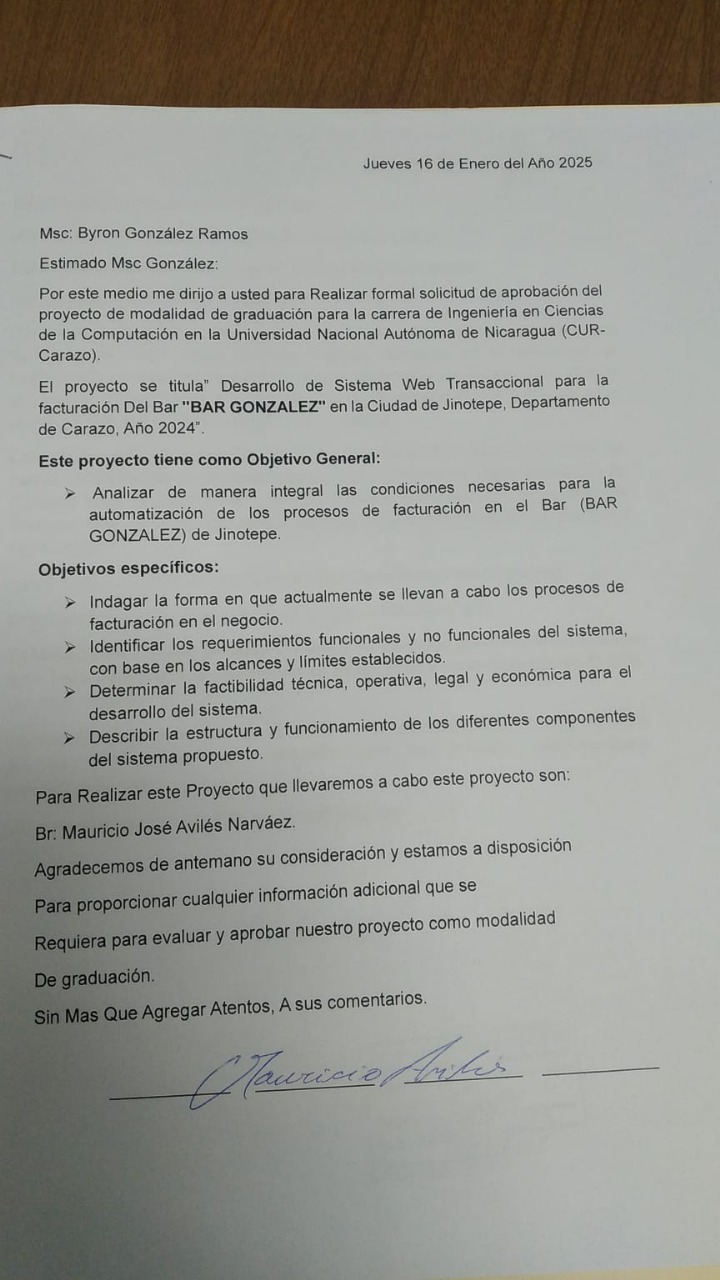 Jueves 16 de Enero del Año 2025
Msc: Byron González Ramos
Estimado Msc González:
Por este medio me dirijo a usted para Realizar formal solicitud de aprobación del
proyecto de modalidad de graduación para la carrera de Ingeniería en Ciencias
de la Computación en la Universidad Nacional Autónoma de Nicaragua (CUR-
Carazo).
El proyecto se titula” Desarrollo de Sistema Web Transaccional para la
facturación Del Bar "BAR GONZALEZ" en la Ciudad de Jinotepe, Departamento
de Carazo, Año 2024”.
Este proyecto tiene como Objetivo General:
➢ Analizar de manera integral las condiciones necesarias para la
automatización de los procesos de facturación en el Bar (BAR
GONZALEZ) de Jinotepe.
Objetivos específicos:
➢ Indagar la forma en que actualmente se llevan a cabo los procesos de
facturación en el negocio.
➢ Identificar los requerimientos funcionales y no funcionales del sistema,
con base en los alcances y límites establecidos.
➢ Determinar la factibilidad técnica, operativa, legal y económica para el
desarrollo del sistema.
➢ Describir la estructura y funcionamiento de los diferentes componentes
del sistema propuesto.
Para Realizar este Proyecto que llevaremos a cabo este proyecto son:
Br: Mauricio José Avilés Narváez.
Agradecemos de antemano su consideración y estamos a disposición
Para proporcionar cualquier información adicional que se
Requiera para evaluar y aprobar nuestro proyecto como modalidad
De graduación.
Sin Mas Que Agregar Atentos, A sus comentarios.
Mauricio Avilés